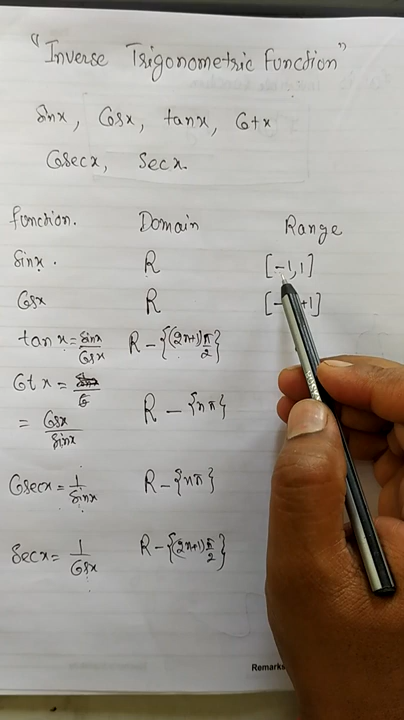 "Inverse Trigonometric Function"
sinx, Cosx, tanx, Cotx
Cosecx, Secx.
function. Domain Range
sinx. R [-1,1]
Cosx R [- +1]
tan x = sinx/Cosx R - {(2n+1)π/2}
Cot x =
= Cosx/sinx R - {nπ}
Cosecx = 1/sinx R - {nπ}
secx = 1/Cosx R - {(2n+1)π/2}
Remarks